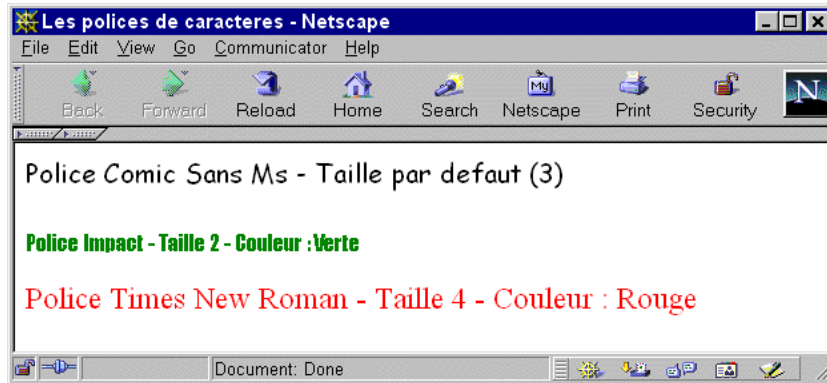 Les polices de caracteres - Netscape
File Edit View Go Communicator Help
Back Forward Reload Home Search Netscape Print Security
My
N
Police Comic Sans Ms - Taille par defaut (3)
Police Impact - Taille 2 - Couleur : Verte
Police Times New Roman - Taille 4 - Couleur : Rouge
Document: Done